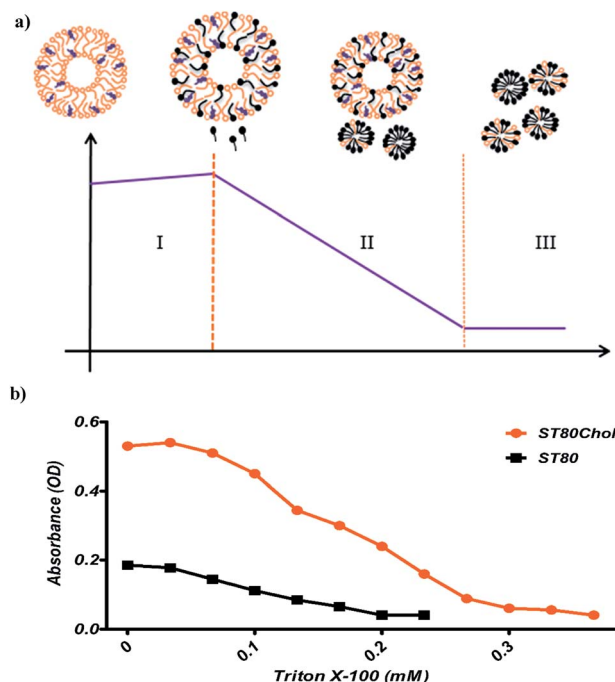 a)
I
II
III
b)
0.6
ST80Chol
ST80
0.4
Absorbance (OD)
0.2
0.0
0
0.1
0.2
0.3
Triton X-100 (mM)